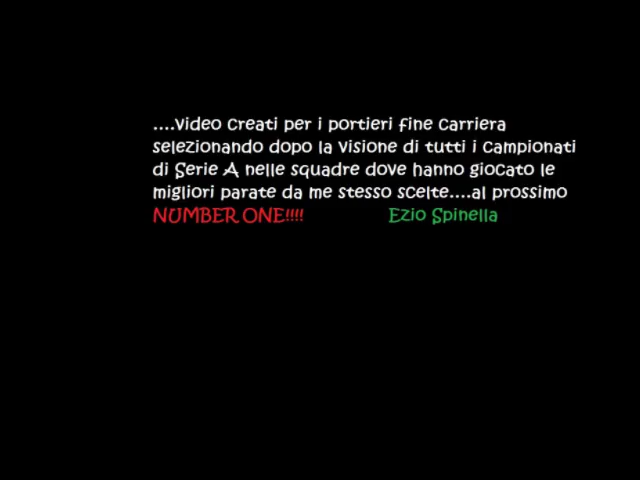 ....video creati per i portieri fine carriera
selezionando dopo la visione di tutti i campionati
di Serie A nelle squadre dove hanno giocato le
migliori parate da me stesso scelte....al prossimo
NUMBER ONE!!!! Ezio Spinella